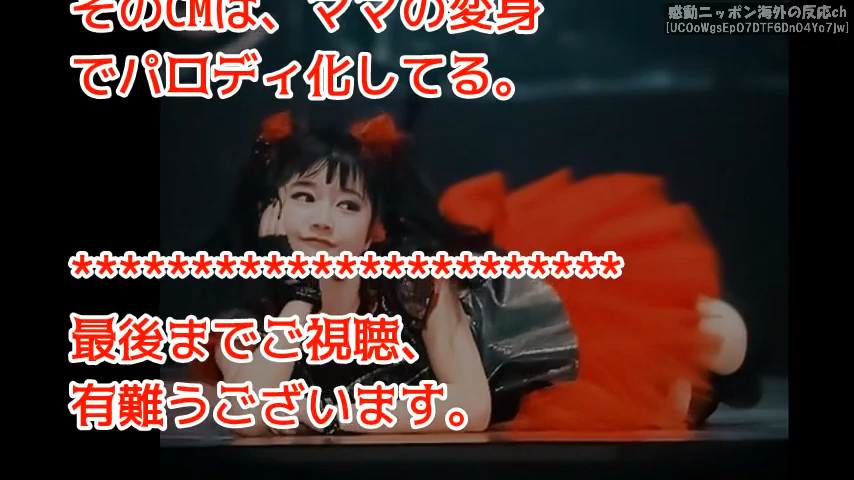 感動ニッポン海外の反応ch
[UCOoWgsEpO7DTF6DnO4Yo7jw]
そのCMは、ママの変身
でパロディ化してる。
***********************
最後までご視聴、
有難うございます。